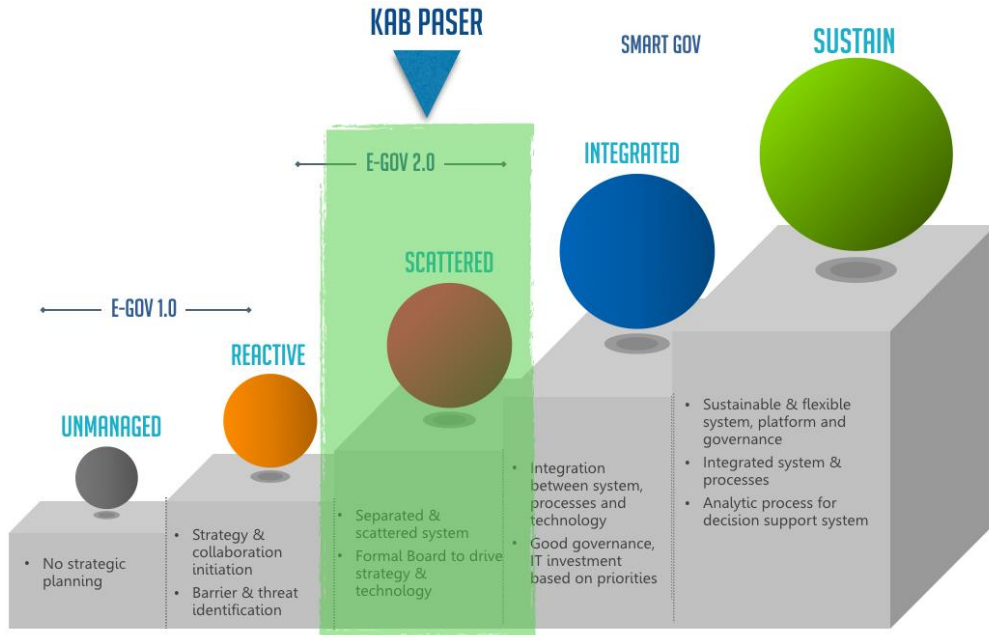 KAB PASER
SMART GOV
SUSTAIN
E-GOV 2.0
INTEGRATED
SCATTERED
E-GOV 1.0
REACTIVE
UNMANAGED
• No strategic
planning
• Strategy &
collaboration
initiation
• Barrier & threat
identification
• Separated &
scattered system
• Formal Board to drive
strategy &
technology
• Integration
between system,
processes and
technology
• Good governance,
IT investment
based on priorities
• Sustainable & flexible
system, platform and
governance
• Integrated system &
processes
• Analytic process for
decision support system